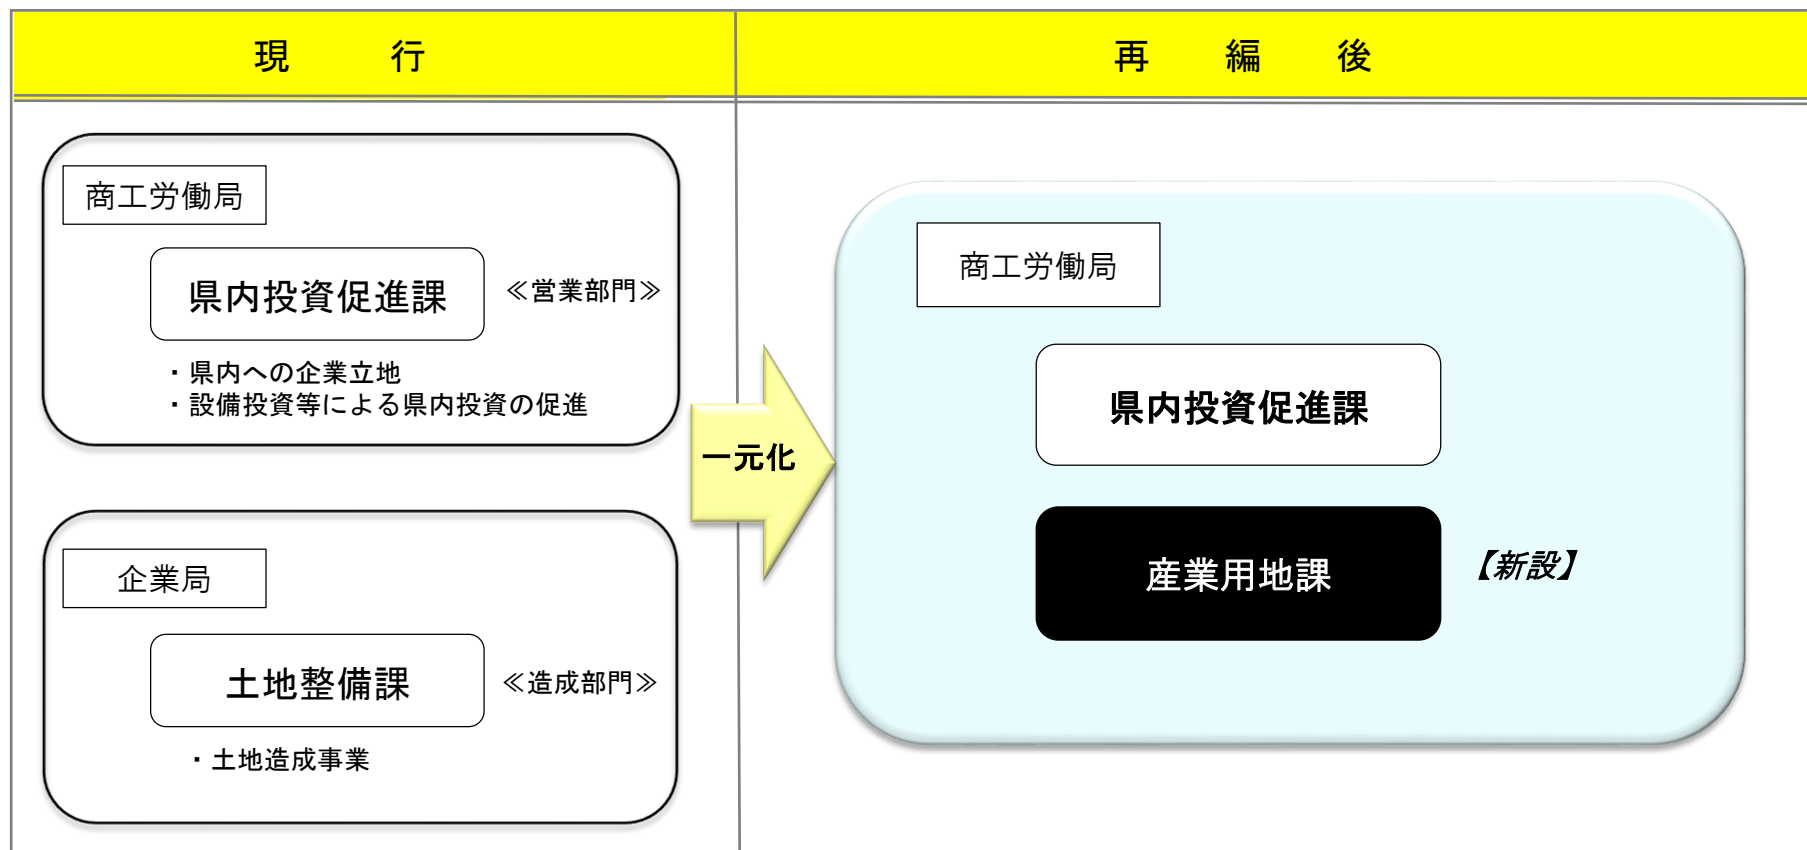 現　行
再　編　後
商工労働局
県内投資促進課
≪営業部門≫
・県内への企業立地
・設備投資等による県内投資の促進
企業局
土地整備課
≪造成部門≫
・土地造成事業
一元化
商工労働局
県内投資促進課
産業用地課
【新設】